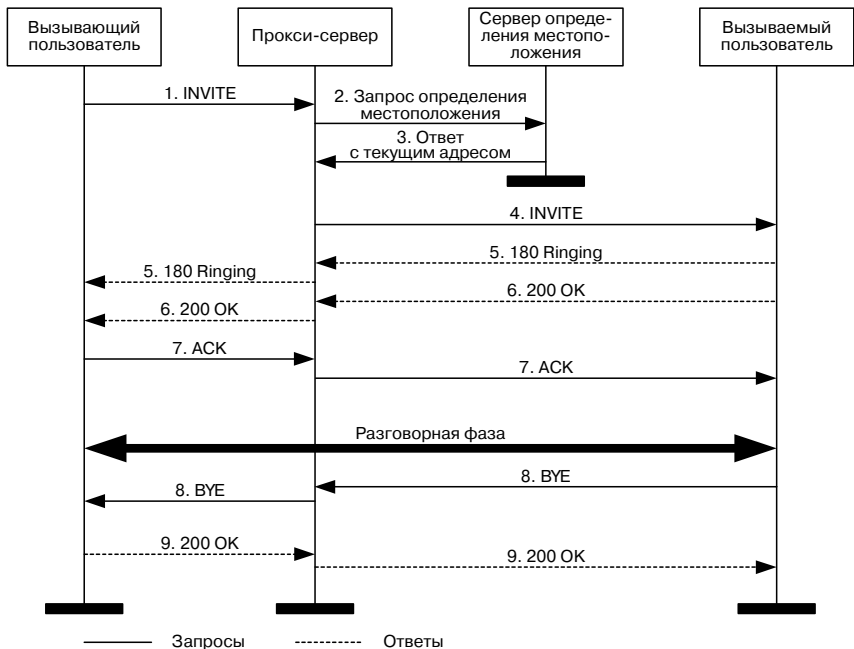 Вызывающий
пользователь
Прокси-сервер
Сервер опреде-
ления местопо-
ложения
Вызываемый
пользователь
1. INVITE
2. Запрос определения
местоположения
3. Ответ
с текущим адресом
4. INVITE
5. 180 Ringing
5. 180 Ringing
6. 200 OK
6. 200 OK
7. ACK
7. ACK
Разговорная фаза
8. BYE
8. BYE
9. 200 OK
9. 200 OK
Запросы
Ответы